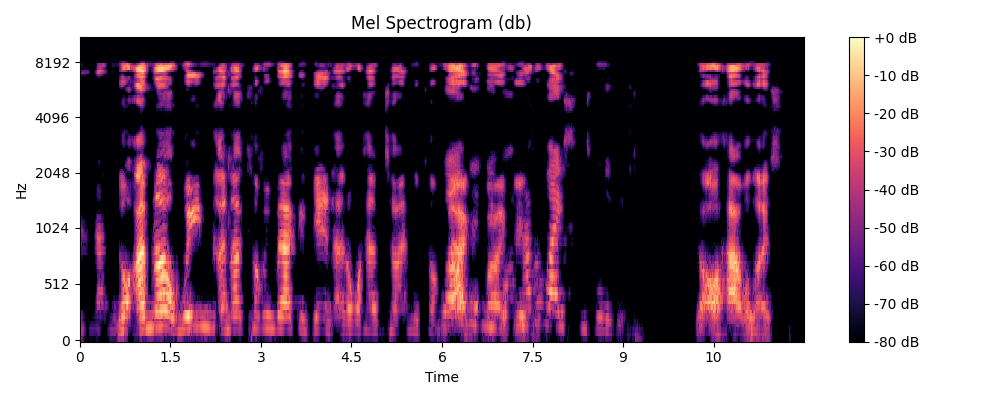 Mel Spectrogram (db)
8192
4096
2048
1024
512
0
Hz
0 1.5 3 4.5 6 7.5 9 10
Time
+0 dB
-10 dB
-20 dB
-30 dB
-40 dB
-50 dB
-60 dB
-70 dB
-80 dB